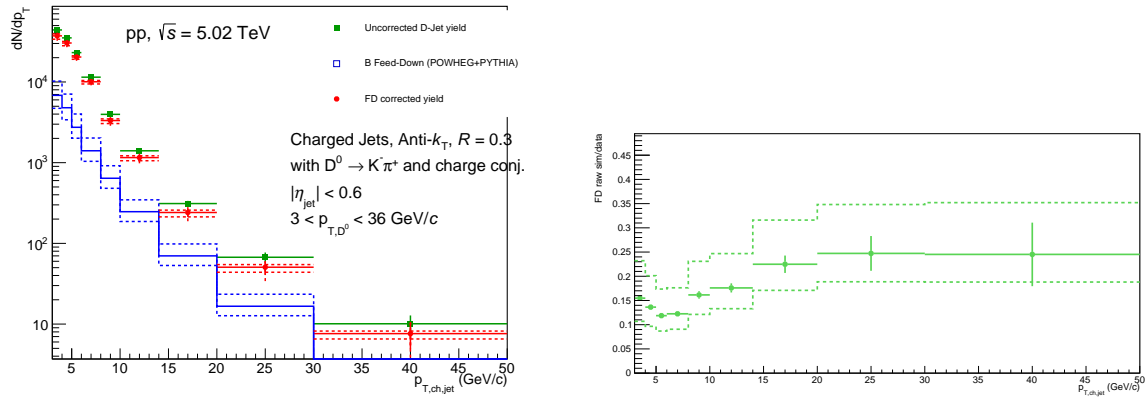 dN/dp_T
10^4
10^3
10^2
10
pp, √s = 5.02 TeV
Uncorrected D-Jet yield
B Feed-Down (POWHEG+PYTHIA)
FD corrected yield
Charged Jets, Anti-k_T, R = 0.3
with D^0 → K^-π^+ and charge conj.
|η_jet| < 0.6
3 < p_{T,D^0} < 36 GeV/c
5 10 15 20 25 30 35 40 45 50
p_{T,ch,jet} (GeV/c)
FD raw sim/data
0.45
0.4
0.35
0.3
0.25
0.2
0.15
0.1
0.05
0
5 10 15 20 25 30 35 40 45 50
p_{T,ch,jet} (GeV/c)